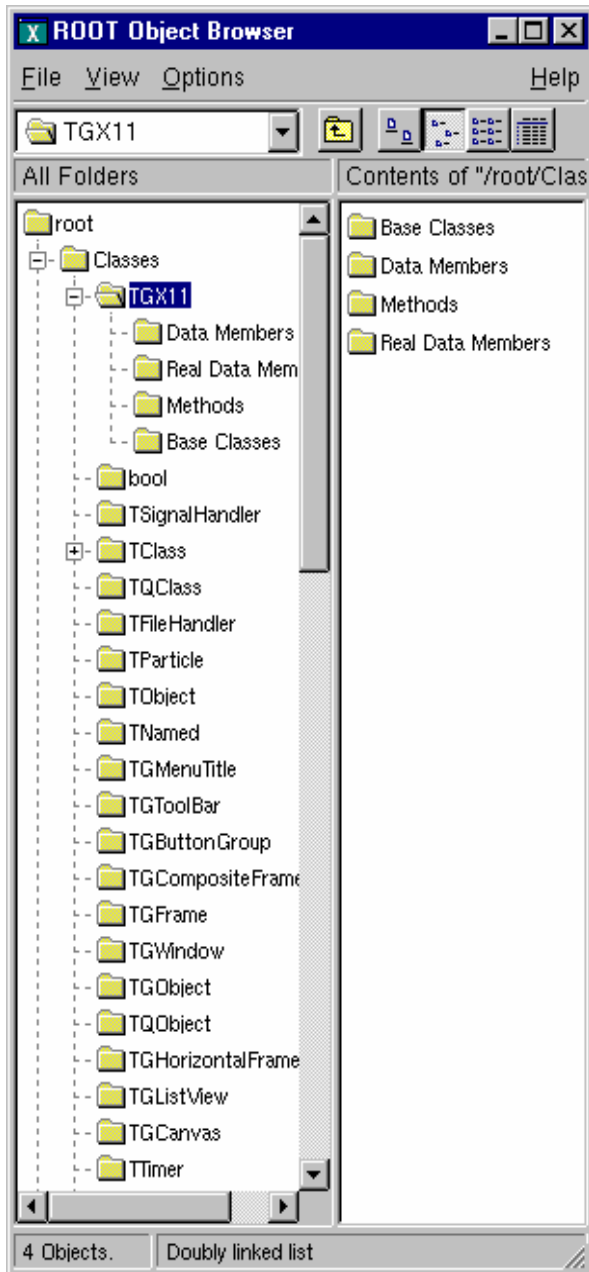 X ROOT Object Browser
File View Options Help
TGX11
All Folders
Contents of "/root/Clas
root
Classes
TGX11
Data Members
Real Data Mem
Methods
Base Classes
bool
TSignalHandler
TClass
TQClass
TFileHandler
TParticle
TObject
TNamed
TGMenuTitle
TGToolBar
TGButtonGroup
TGCompositeFrame
TGFrame
TGWindow
TGObject
TQObject
TGHorizontalFrame
TGListView
TGCanvas
TTimer
Base Classes
Data Members
Methods
Real Data Members
4 Objects.
Doubly linked list